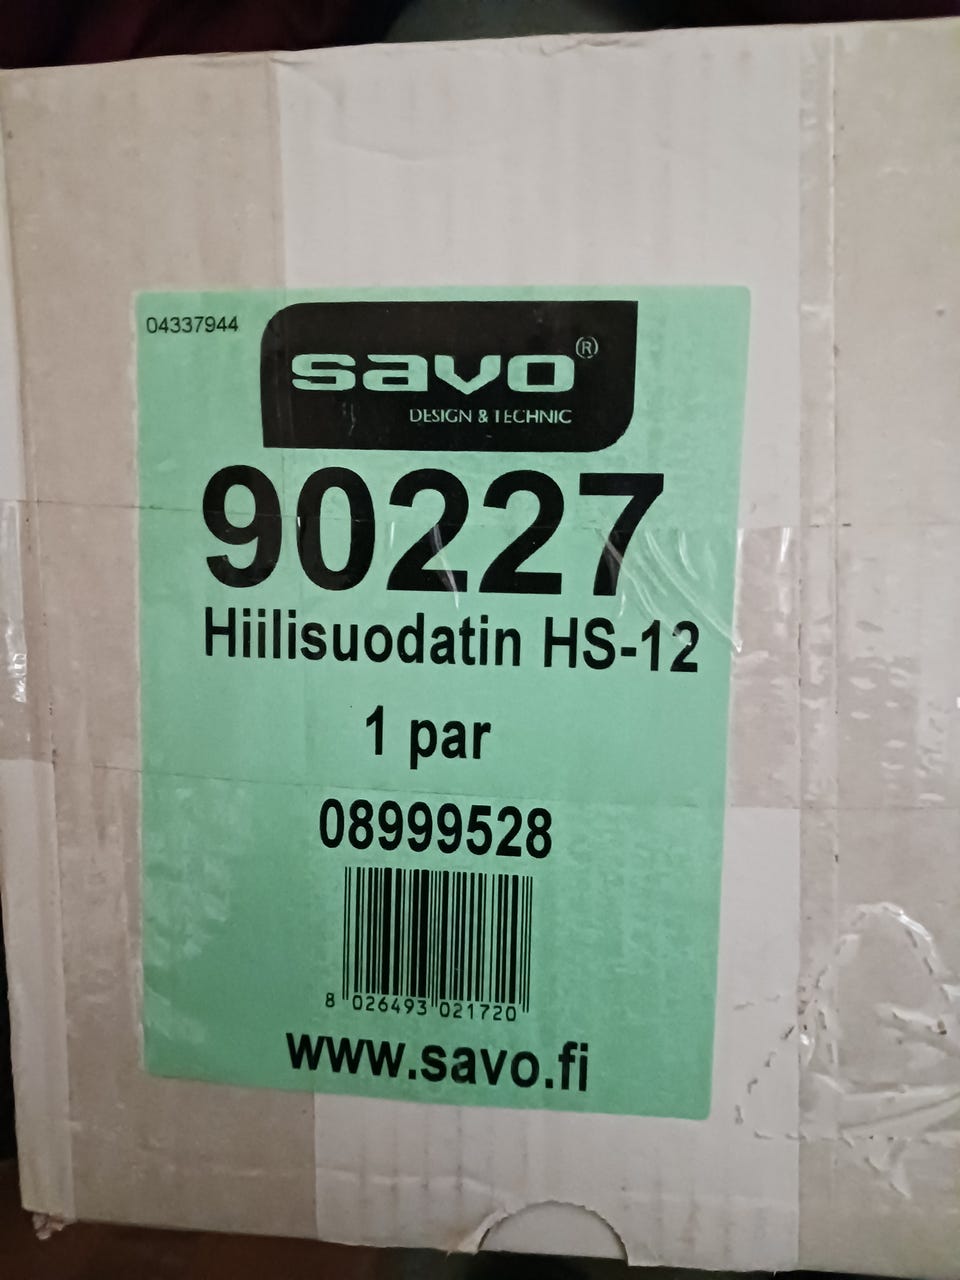 04337944
savo®
DESIGN & TECHNIC
90227
Hiilisuodatin HS-12
1 par
08999528
8 026493 021720
www.savo.fi